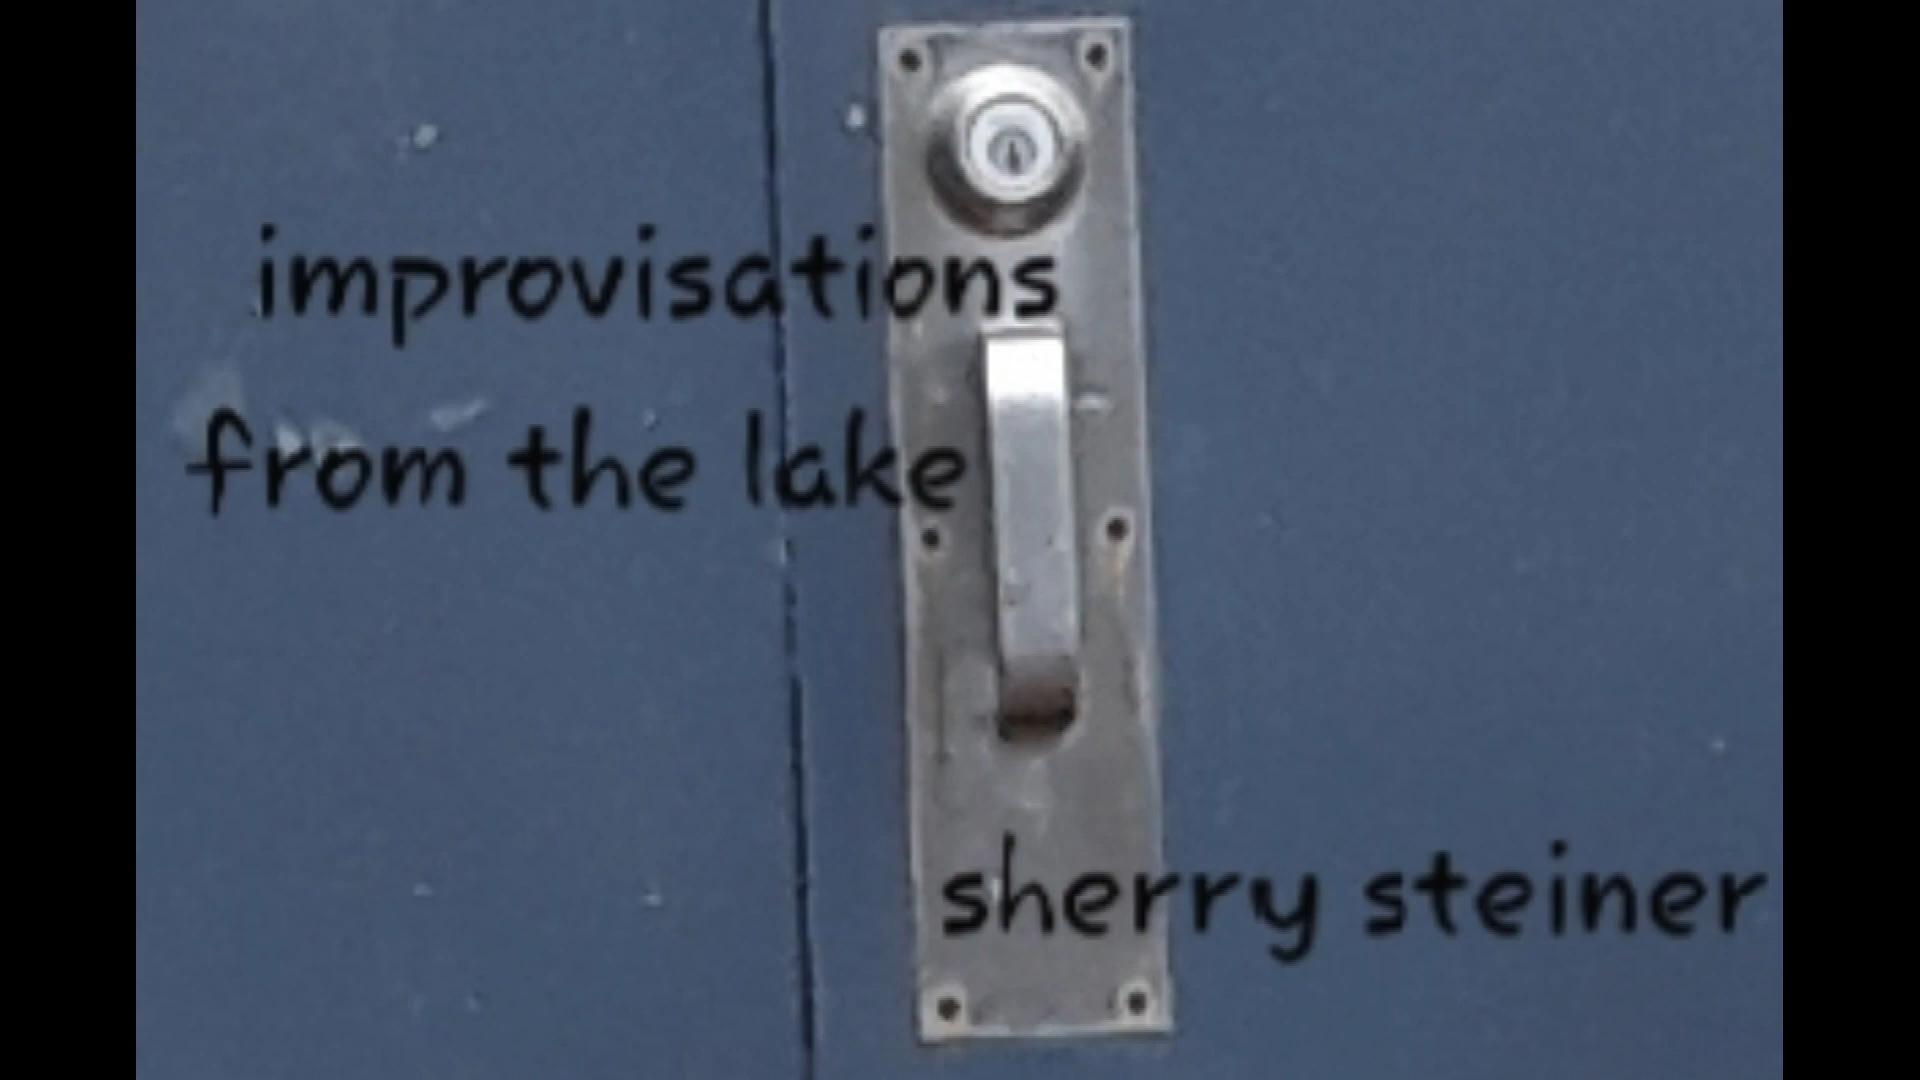 improvisations
from the lake
sherry steiner